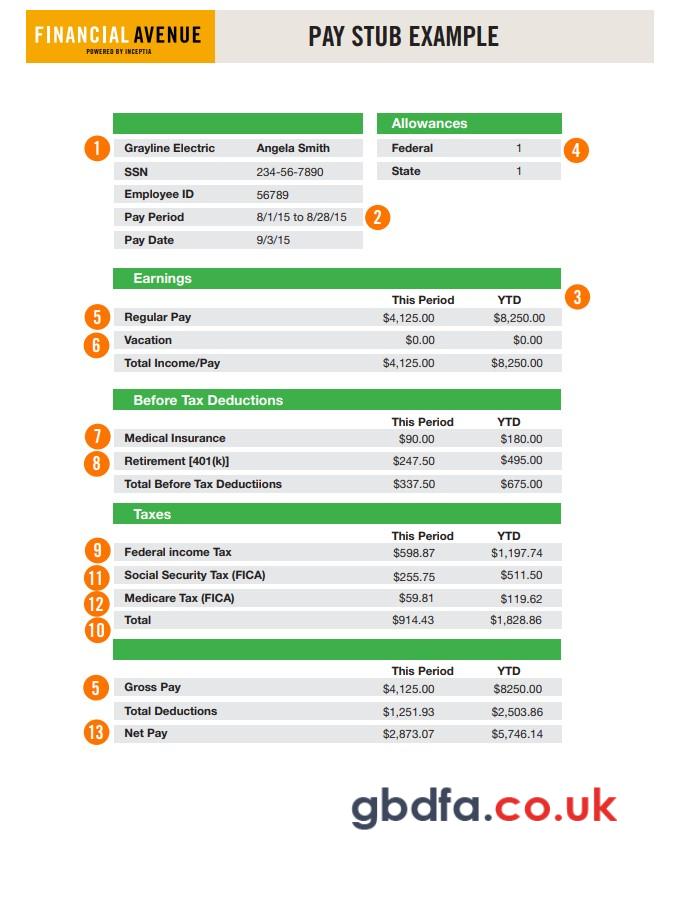 FINANCIAL AVENUE
POWERED BY INCEPTIA
PAY STUB EXAMPLE
Allowances
1 Grayline Electric Angela Smith
Federal 1 4
SSN 234-56-7890
State 1
Employee ID 56789
Pay Period 8/1/15 to 8/28/15 2
Pay Date 9/3/15
Earnings
This Period YTD 3
5 Regular Pay $4,125.00 $8,250.00
6 Vacation $0.00 $0.00
Total Income/Pay $4,125.00 $8,250.00
Before Tax Deductions
This Period YTD
7 Medical Insurance $90.00 $180.00
8 Retirement [401(k)] $247.50 $495.00
Total Before Tax Deductiions $337.50 $675.00
Taxes
This Period YTD
9 Federal income Tax $598.87 $1,197.74
11 Social Security Tax (FICA) $255.75 $511.50
12 Medicare Tax (FICA) $59.81 $119.62
10 Total $914.43 $1,828.86
This Period YTD
5 Gross Pay $4,125.00 $8250.00
Total Deductions $1,251.93 $2,503.86
13 Net Pay $2,873.07 $5,746.14
gbdfa.co.uk